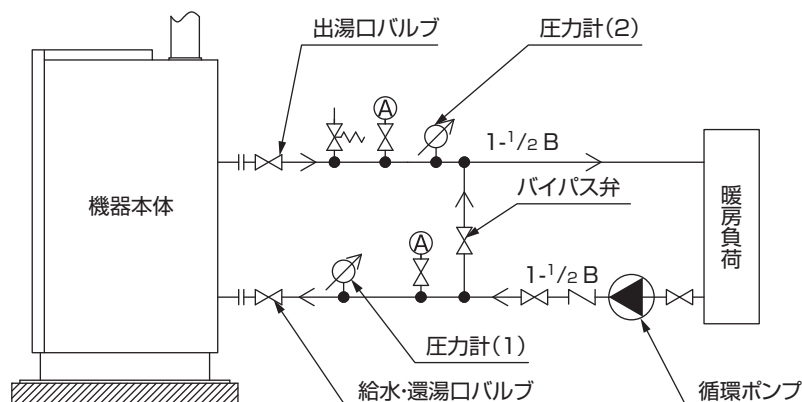 出湯口バルブ
圧力計(2)
A
1-1/2 B
機器本体
バイパス弁
暖房負荷
A
1-1/2 B
圧力計(1)
給水・還湯口バルブ
循環ポンプ